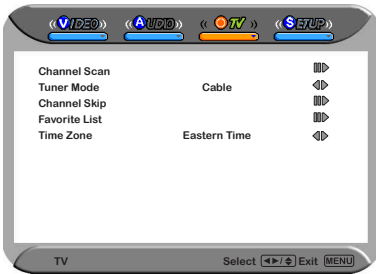 VIDEO AUDIO TV SETUP
Channel Scan
Tuner Mode Cable
Channel Skip
Favorite List
Time Zone Eastern Time
TV Select ◄►/◆ Exit MENU